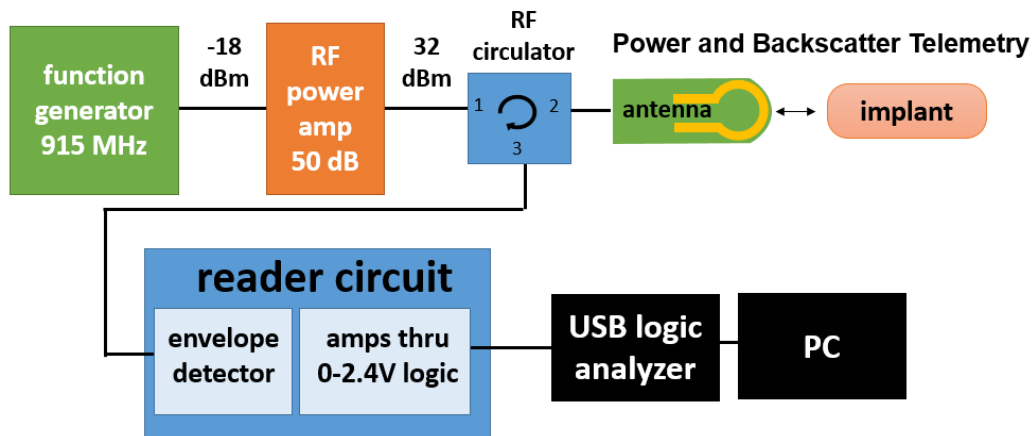 function
generator
915 MHz
-18
dBm
RF
power
amp
50 dB
32
dBm
RF
circulator
1
2
3
Power and Backscatter Telemetry
antenna
implant
reader circuit
envelope
detector
amps thru
0-2.4V logic
USB logic
analyzer
PC